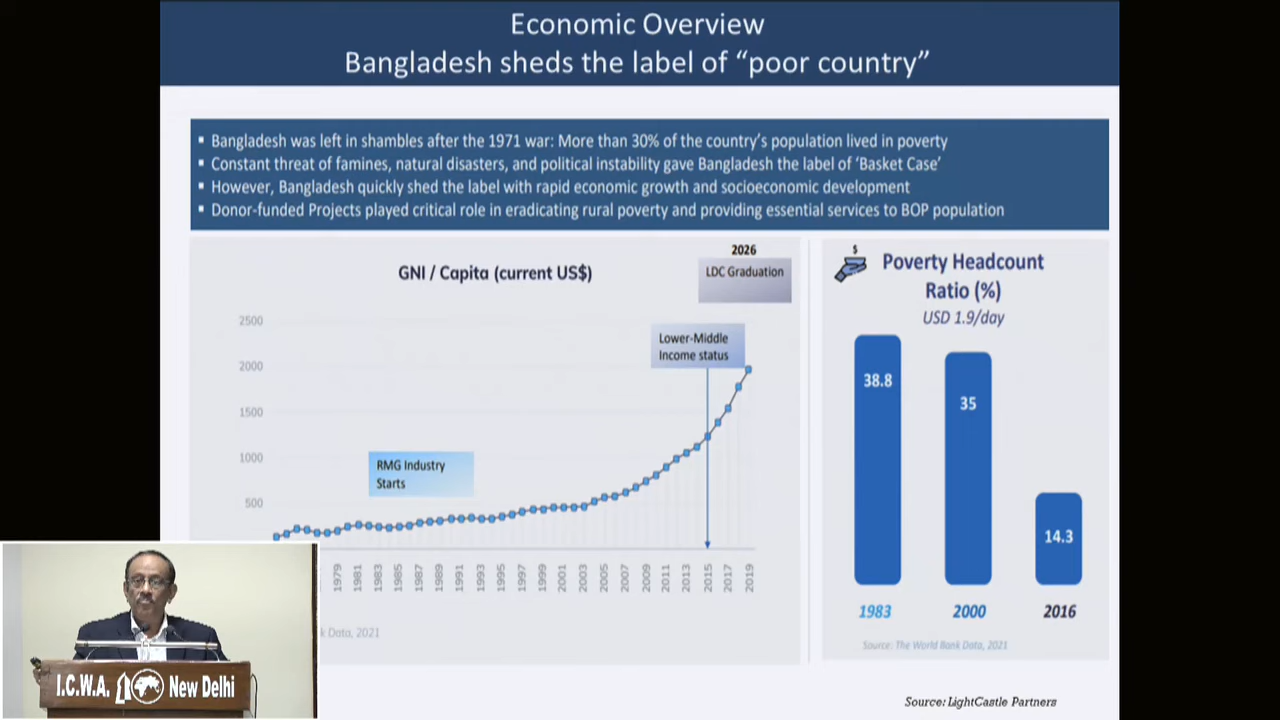 Economic Overview
Bangladesh sheds the label of “poor country”
▪ Bangladesh was left in shambles after the 1971 war: More than 30% of the country’s population lived in poverty
▪ Constant threat of famines, natural disasters, and political instability gave Bangladesh the label of ‘Basket Case’
▪ However, Bangladesh quickly shed the label with rapid economic growth and socioeconomic development
▪ Donor-funded Projects played critical role in eradicating rural poverty and providing essential services to BOP population
GNI / Capita (current US$)
2026
LDC Graduation
Lower-Middle
Income status
RMG Industry
Starts
2500
2000
1500
1000
500
1979
1981
1983
1985
1987
1989
1991
1993
1995
1997
1999
2001
2003
2005
2007
2009
2011
2013
2015
2017
2019
Data, 2021
$
Poverty Headcount
Ratio (%)
USD 1.9/day
38.8
35
14.3
1983
2000
2016
Source: The World Bank Data, 2021
Source: LightCastle Partners
I.C.W.A. New Delhi